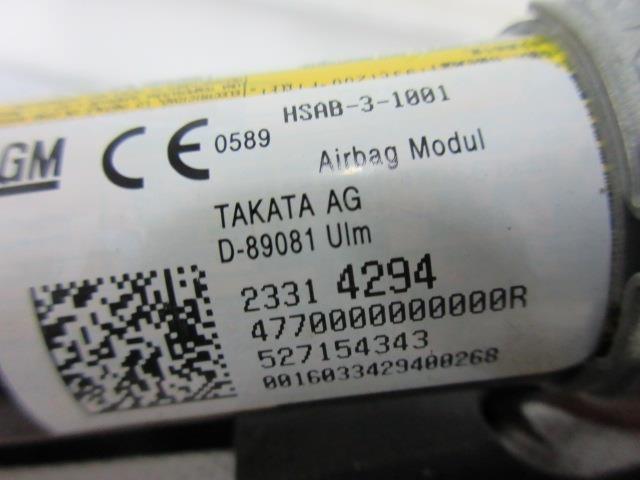 GM CE 0589 HSAB-3-1001
Airbag Modul
TAKATA AG
D-89081 Ulm
2331 4294
4770000000000R
527154343
0016033429400268